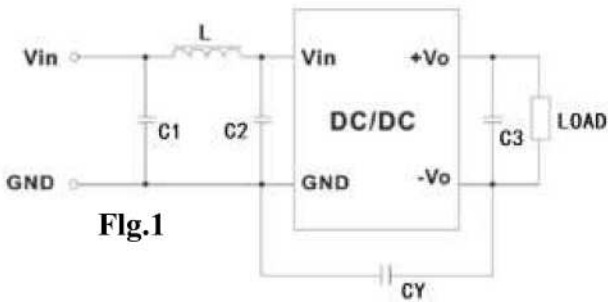 L
Vin
Vin
+Vo
C1
C2
DC/DC
C3
LOAD
GND
GND
-Vo
Flg.1
CY